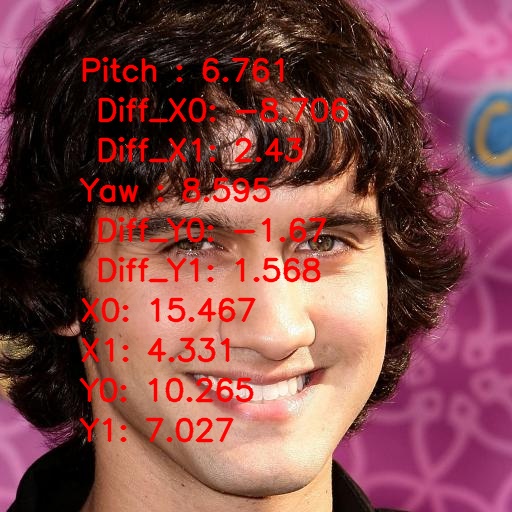 Pitch : 6.761
Diff_X0: -8.706
Diff_X1: 2.43
Yaw : 8.595
Diff_Y0: -1.67
Diff_Y1: 1.568
X0: 15.467
X1: 4.331
Y0: 10.265
Y1: 7.027